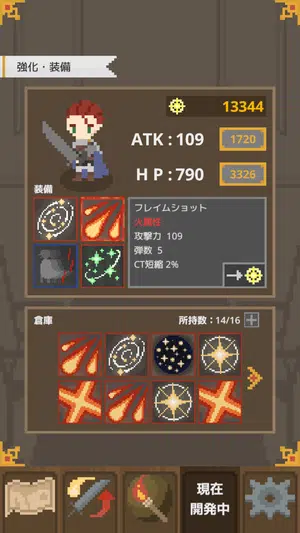 強化・装備
13344
ATK : 109
1720
HP : 790
3326
装備
フレイムショット
火属性
攻撃力 109
弾数 5
CT短縮 2%
倉庫
所持数 : 14/16
現在
開発中